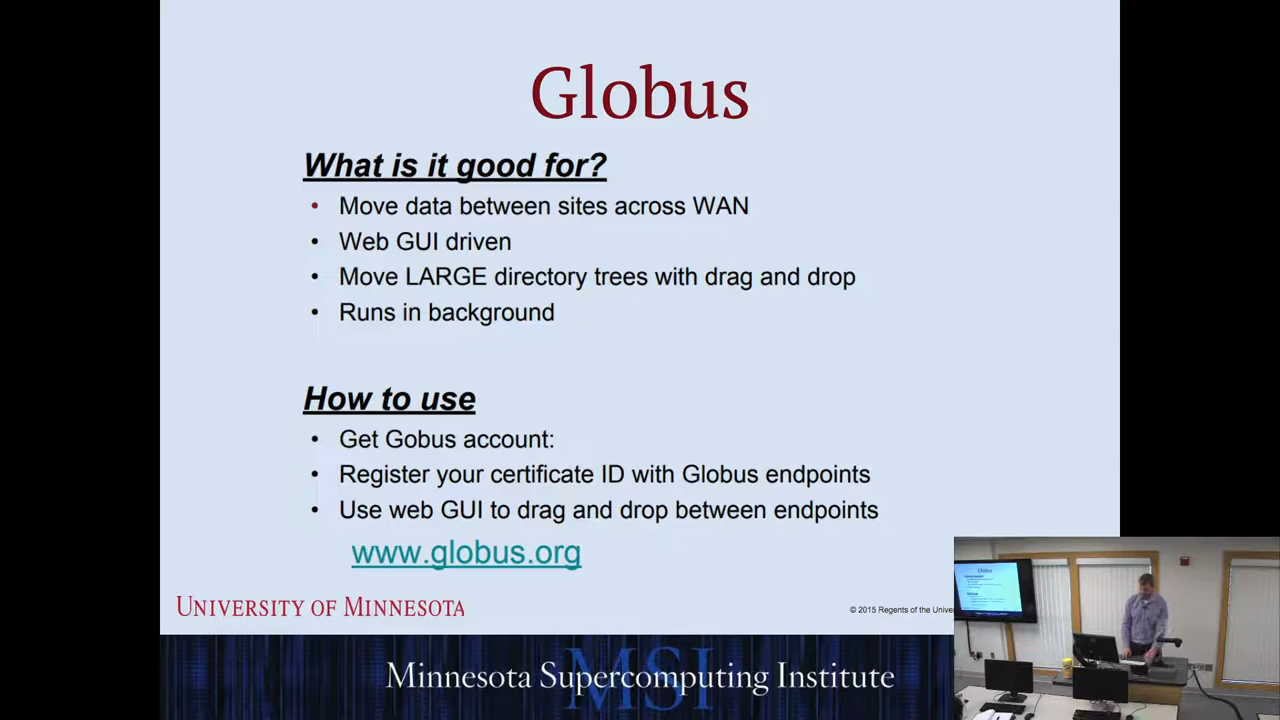 Globus
What is it good for?
• Move data between sites across WAN
• Web GUI driven
• Move LARGE directory trees with drag and drop
• Runs in background
How to use
• Get Gobus account:
• Register your certificate ID with Globus endpoints
• Use web GUI to drag and drop between endpoints
www.globus.org
UNIVERSITY OF MINNESOTA
© 2015 Regents of the
MSI
Minnesota Supercomputing Institute
Globus